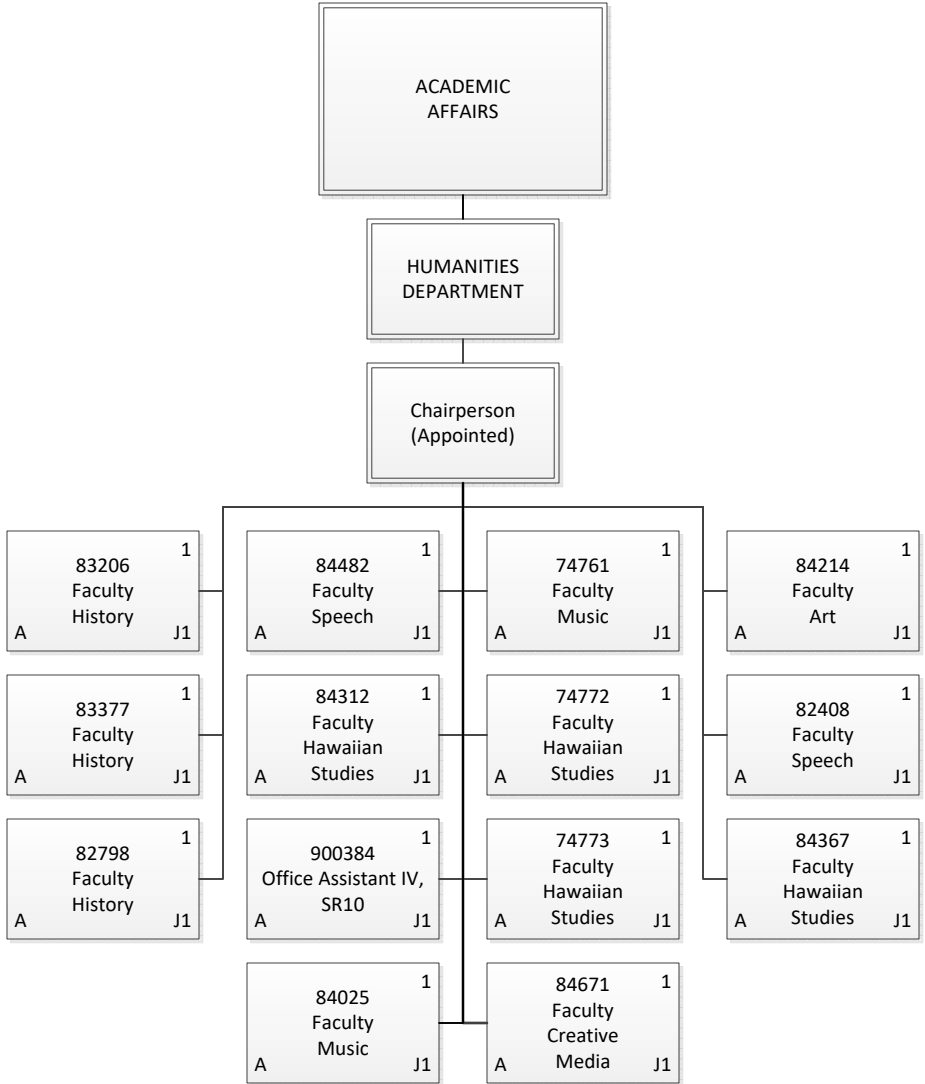 ACADEMIC
AFFAIRS
HUMANITIES
DEPARTMENT
Chairperson
(Appointed)
1
83206
Faculty
History
A J1
1
84482
Faculty
Speech
A J1
1
74761
Faculty
Music
A J1
1
84214
Faculty
Art
A J1
1
83377
Faculty
History
A J1
1
84312
Faculty
Hawaiian
Studies
A J1
1
74772
Faculty
Hawaiian
Studies
A J1
1
82408
Faculty
Speech
A J1
1
82798
Faculty
History
A J1
1
900384
Office Assistant IV,
SR10
A J1
1
74773
Faculty
Hawaiian
Studies
A J1
1
84367
Faculty
Hawaiian
Studies
A J1
1
84025
Faculty
Music
A J1
1
84671
Faculty
Creative
Media
A J1